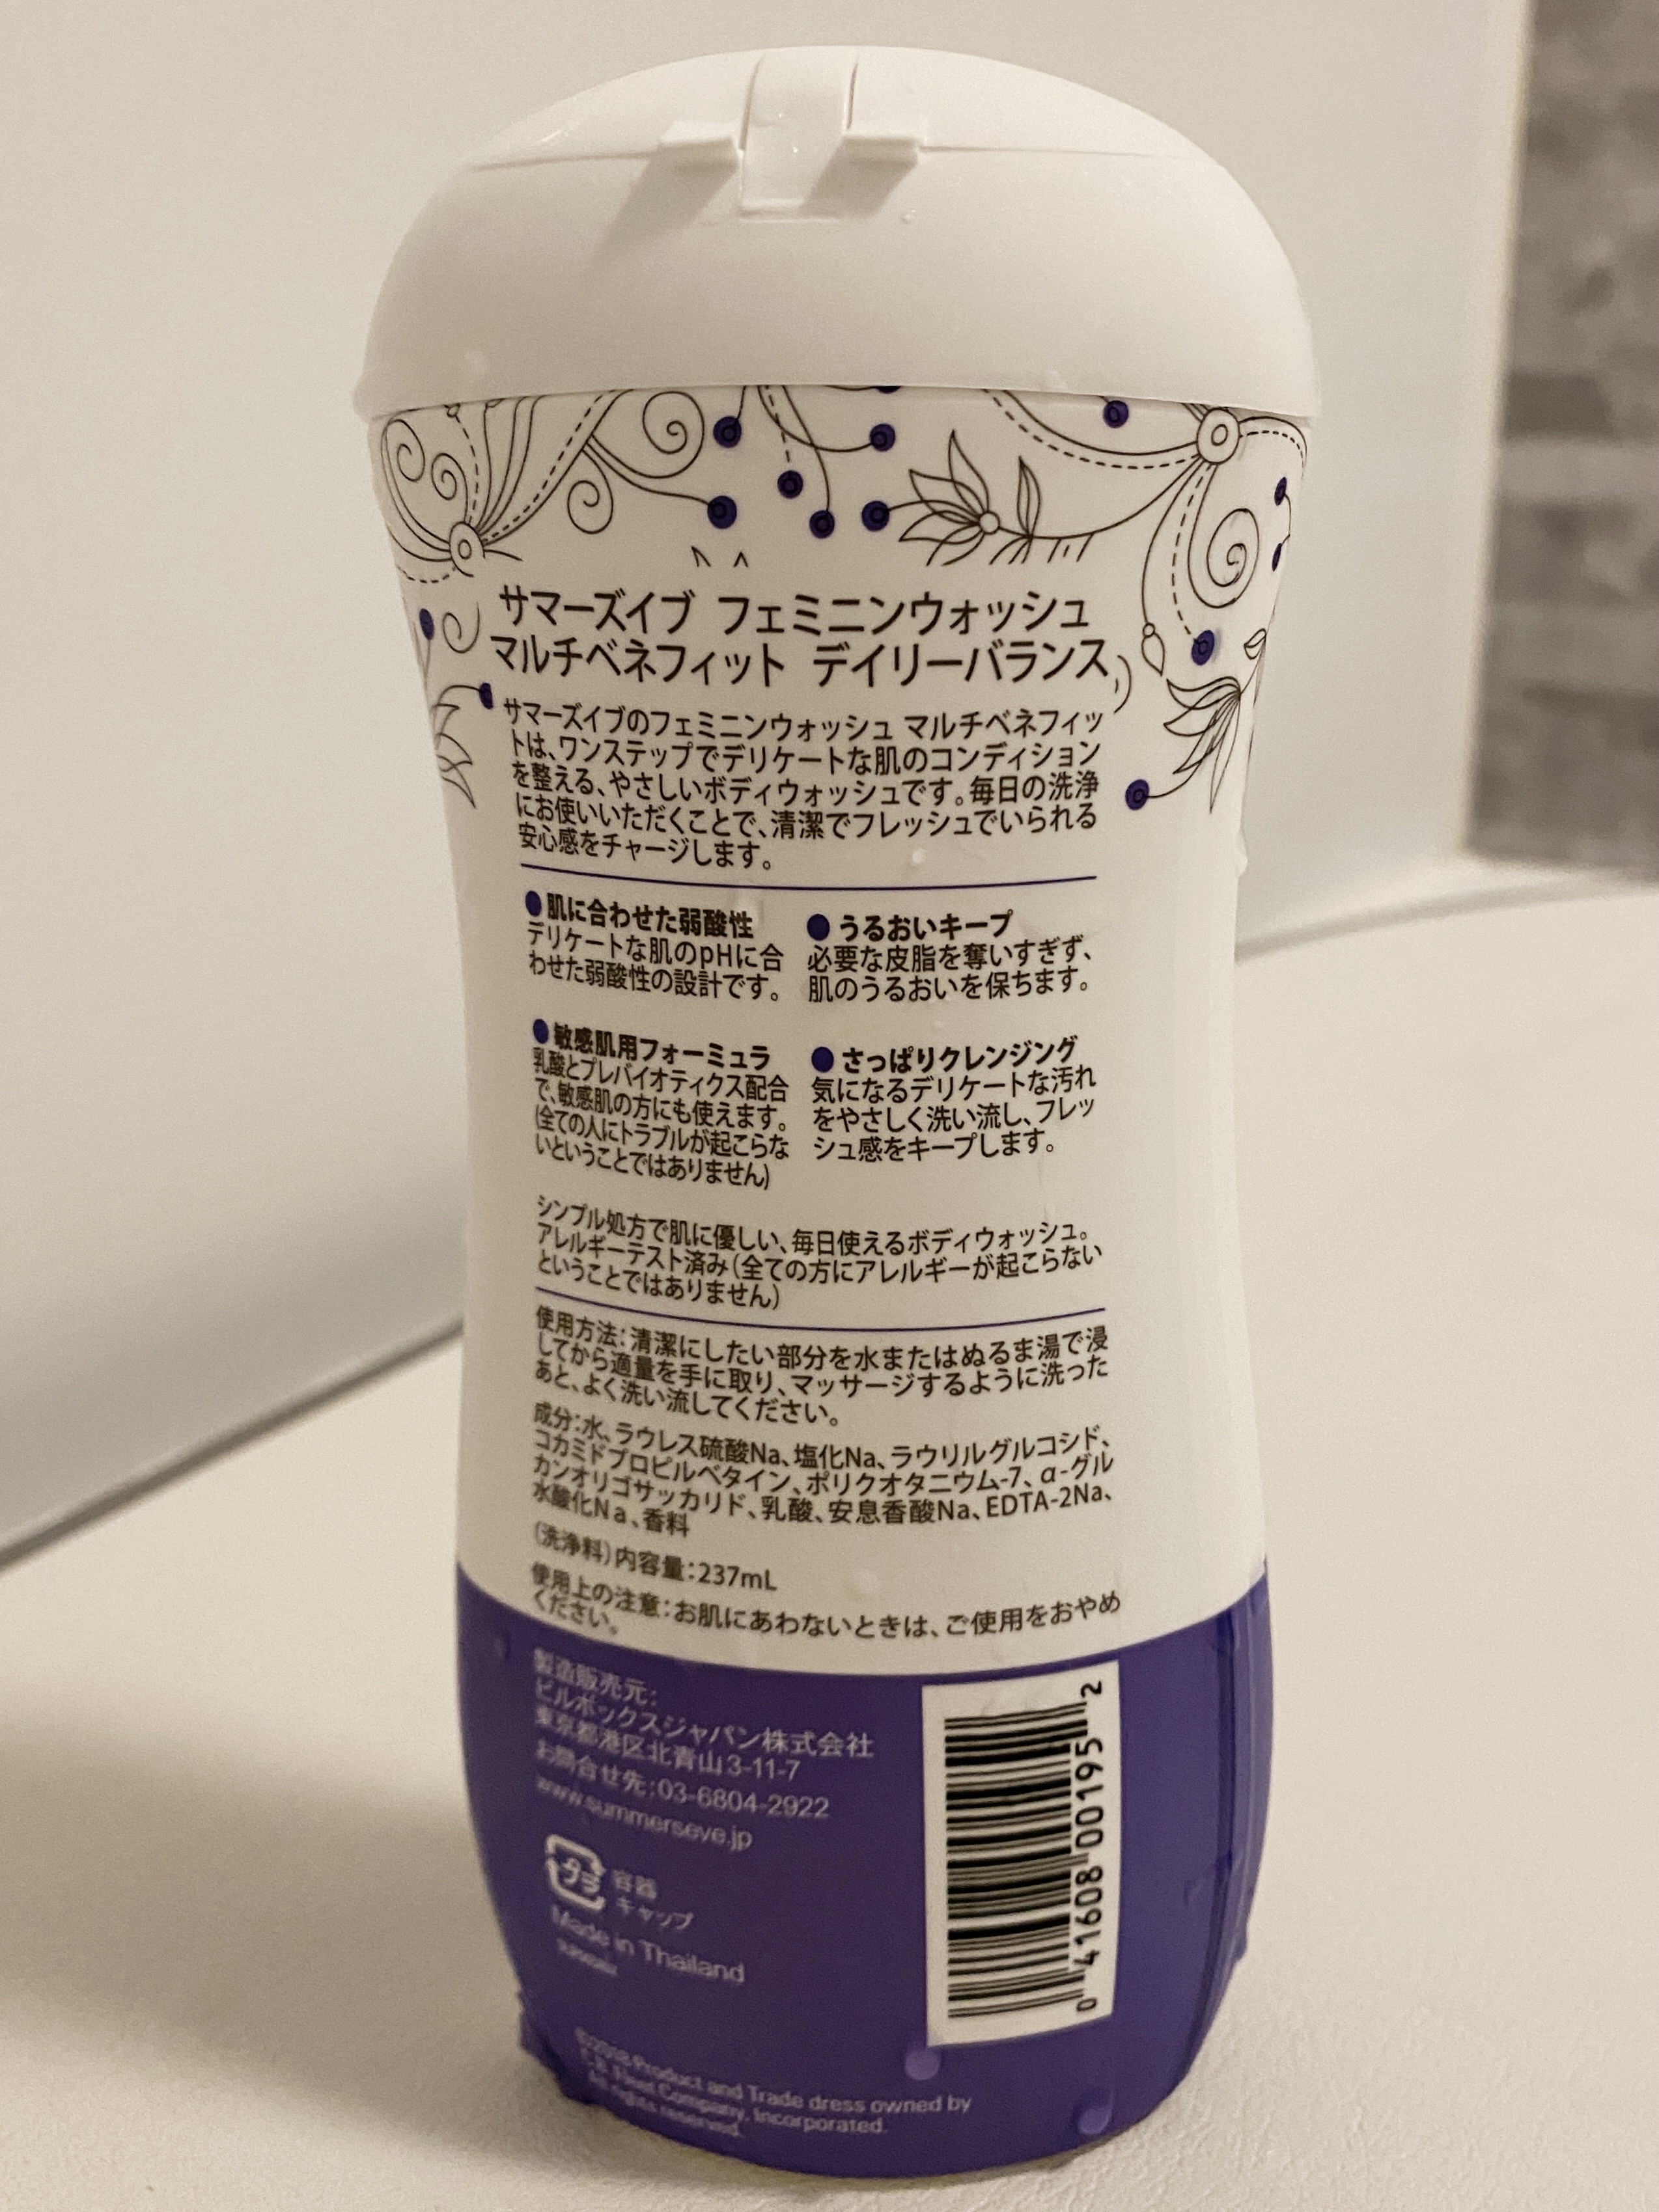 サマーズイブ フェミニンウォッシュ
マルチベネフィット デイリーバランス
サマーズイブのフェミニンウォッシュ マルチベネフィッ
トは、ワンステップでデリケートな肌のコンディション
を整える、やさしいボディウォッシュです。毎日の洗浄
にお使いいただくことで、清潔でフレッシュでいられる
安心感をチャージします。
●肌に合わせた弱酸性
デリケートな肌のpHに合
わせた弱酸性の設計です。
●うるおいキープ
必要な皮脂を奪いすぎず、
肌のうるおいを保ちます。
●敏感肌用フォーミュラ
乳酸とプレバイオティクス配合
で、敏感肌の方にも使えます。
(全ての人にトラブルが起こらな
いということではありません)
●さっぱりクレンジング
気になるデリケートな汚れ
をやさしく洗い流し、フレッ
シュ感をキープします。
シンプル処方で肌に優しい、毎日使えるボディウォッシュ。
アレルギーテスト済み(全ての方にアレルギーが起こらない
ということではありません)
使用方法:清潔にしたい部分を水またはぬるま湯で浸
してから適量を手に取り、マッサージするように洗った
あと、よく洗い流してください。
成分:水、ラウレス硫酸Na、塩化Na、ラウリルグルコシド、
コカミドプロピルベタイン、ポリクオタニウム-7、α-グル
カンオリゴサッカリド、乳酸、安息香酸Na、EDTA-2Na、
水酸化Na、香料
(洗浄料)内容量:237mL
使用上の注意:お肌にあわないときは、ご使用をおやめ
ください。
製造販売元:
ビルボックスジャパン株式会社
東京都港区北青山3-11-7
お問合せ先:03-6804-2922
www.summerseve.jp
プラ
容器
キャップ
Made in Thailand
0 41608 00195 2
Product and Trade dress owned by
C.B. Fleet Company, Incorporated.
All rights reserved.